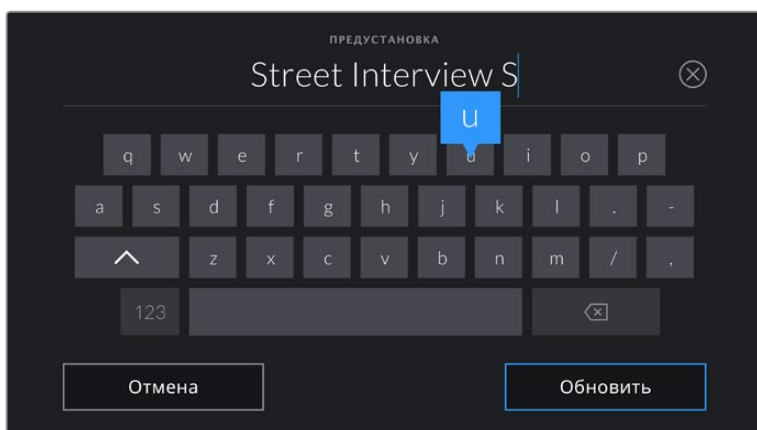 ПРЕДУСТАНОВКА
Street Interview S
u
q w e r t y u i o p
a s d f g h j k l . -
z x c v b n m / ,
123
Отмена Обновить